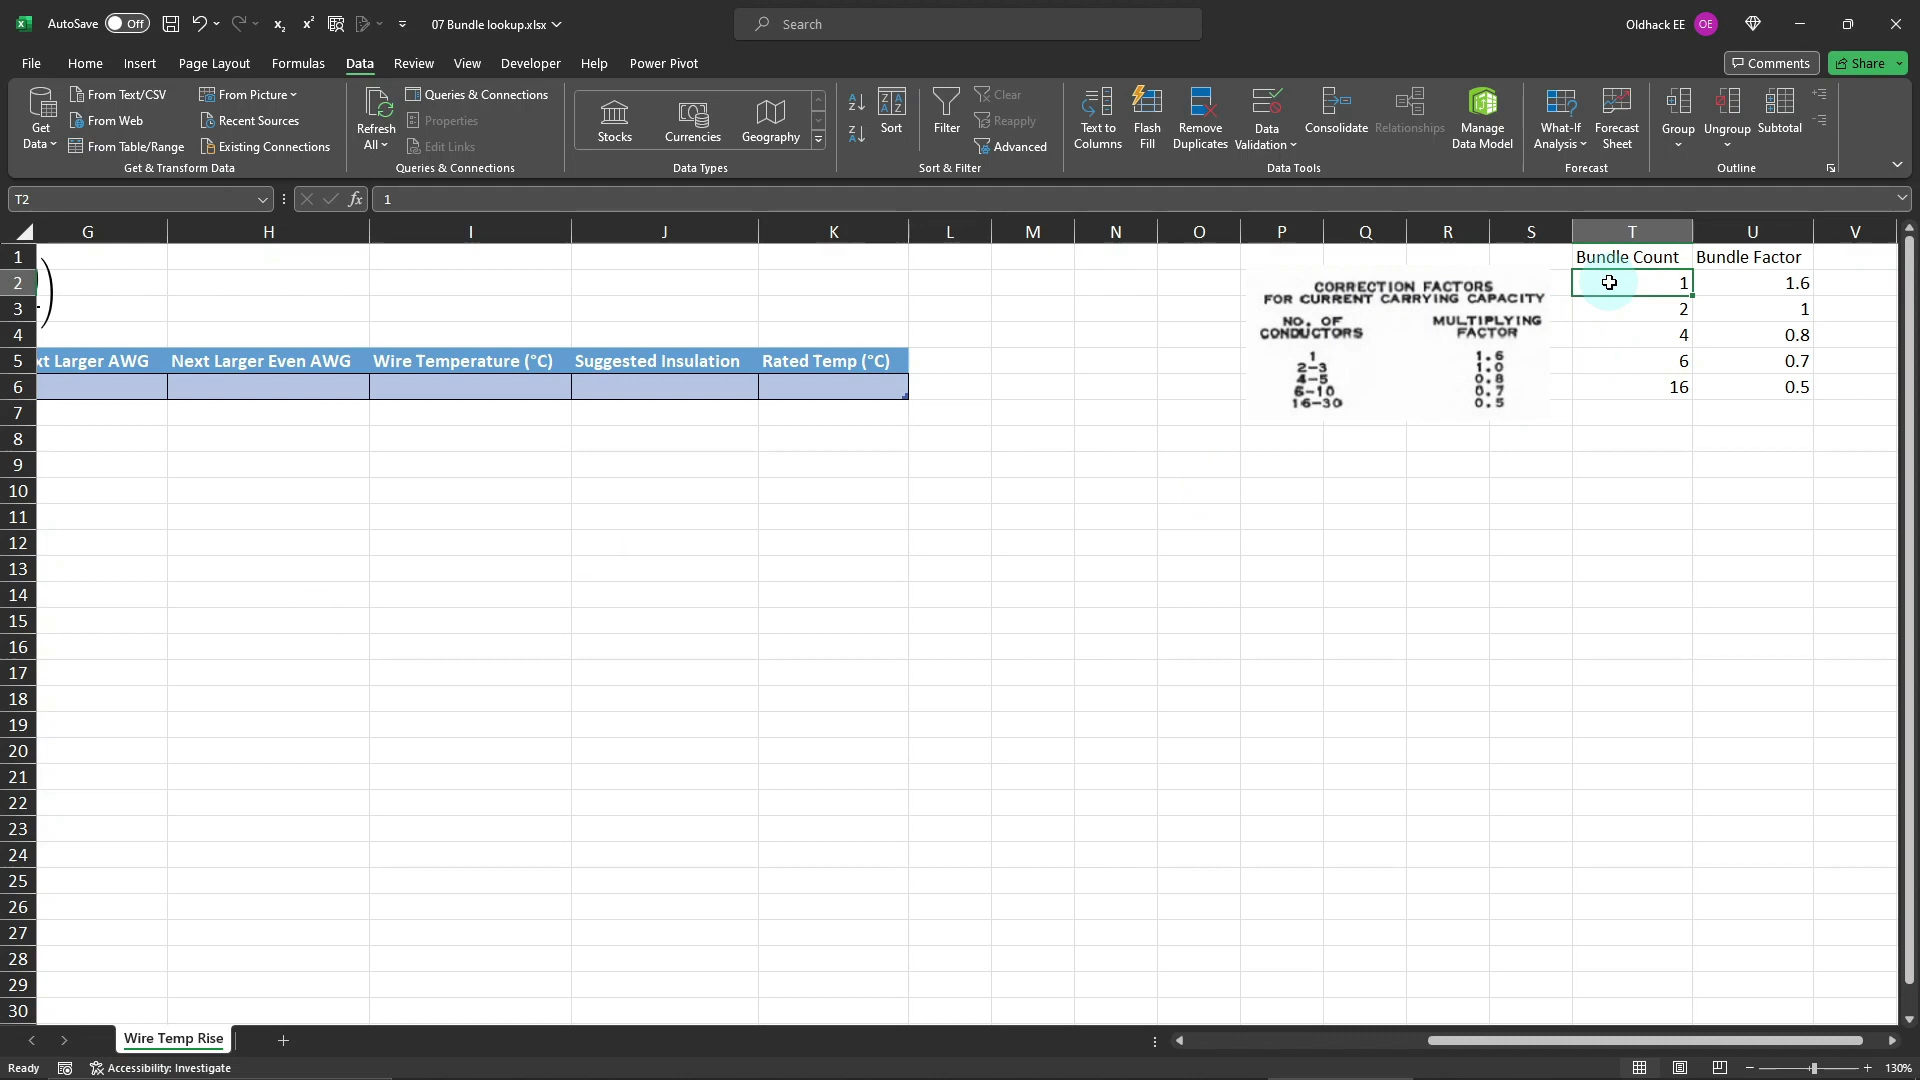 AutoSave Off 07 Bundle lookup.xlsx Search Oldhack EE OE
File Home Insert Page Layout Formulas Data Review View Developer Help Power Pivot Comments Share
Get Data
From Text/CSV
From Web
From Table/Range
From Picture
Recent Sources
Existing Connections
Get & Transform Data
Refresh All
Queries & Connections
Properties
Edit Links
Queries & Connections
Stocks Currencies Geography
Data Types
Sort
Filter
Clear
Reapply
Advanced
Sort & Filter
Text to Columns
Flash Fill
Remove Duplicates
Data Validation
Consolidate
Relationships
Manage Data Model
Data Tools
What-If Analysis
Forecast Sheet
Forecast
Group
Ungroup
Subtotal
Outline
T2 fx 1
G H I J K L M N O P Q R S T U V
1 ) Bundle Count Bundle Factor
2 1 1.6
3 2 1
4 4 0.8
5 xt Larger AWG Next Larger Even AWG Wire Temperature (°C) Suggested Insulation Rated Temp (°C) 6 0.7
6 16 0.5
CORRECTION FACTORS
FOR CURRENT CARRYING CAPACITY
NO. OF CONDUCTORS MULTIPLYING FACTOR
1 1.6
2-3 1.0
4-5 0.8
6-10 0.7
16-30 0.5
7
8
9
10
11
12
13
14
15
16
17
18
19
20
21
22
23
24
25
26
27
28
29
30
Wire Temp Rise
Ready Accessibility: Investigate 130%